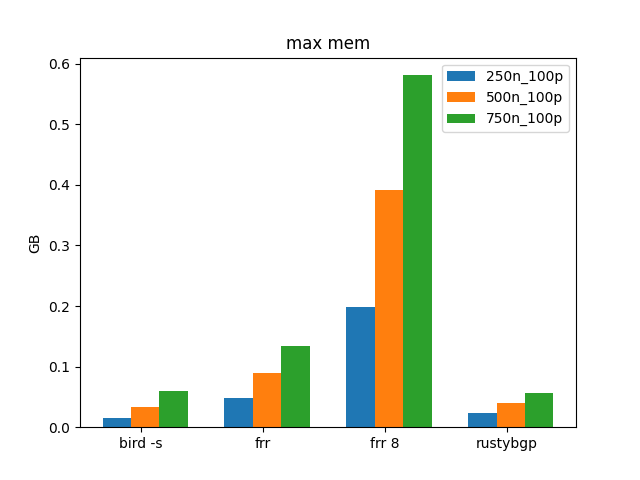 max mem
250n_100p
500n_100p
750n_100p
GB
0.6
0.5
0.4
0.3
0.2
0.1
0.0
bird -s
frr
frr 8
rustybgp